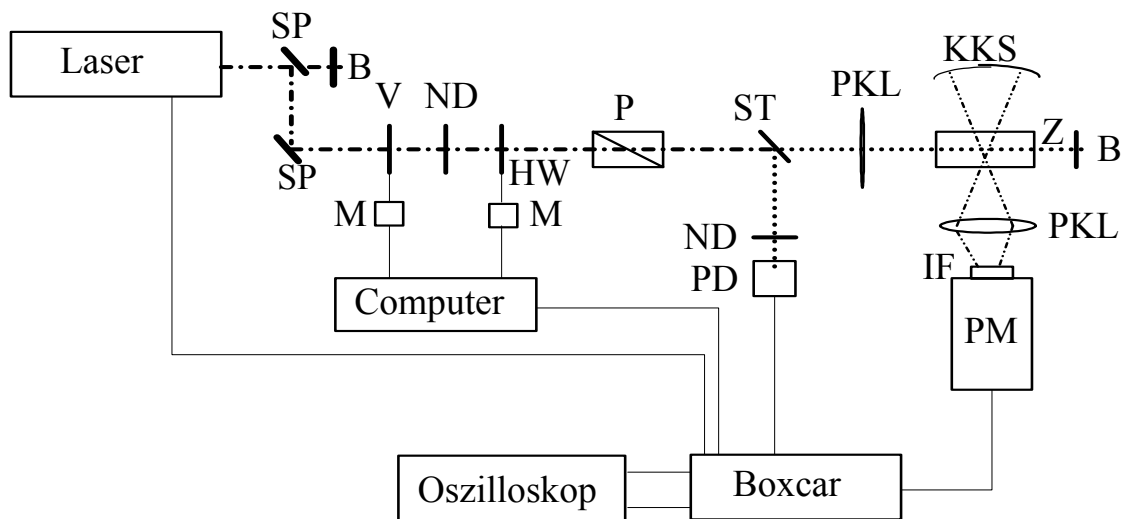 SP
Laser
B
KKS
V
ND
P
ST
PKL
Z
B
SP
HW
M
M
ND
PKL
PD
IF
Computer
PM
Oszilloskop
Boxcar